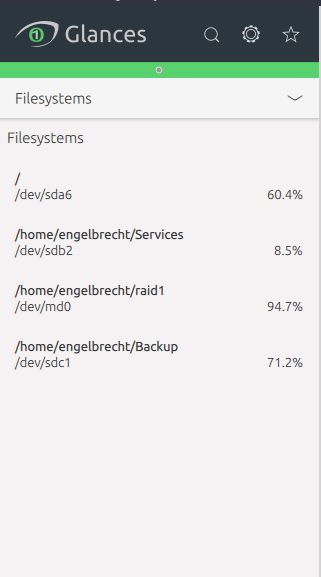 Glances
Filesystems
Filesystems
/
/dev/sda6 60.4%
/home/engelbrecht/Services
/dev/sdb2 8.5%
/home/engelbrecht/raid1
/dev/md0 94.7%
/home/engelbrecht/Backup
/dev/sdc1 71.2%